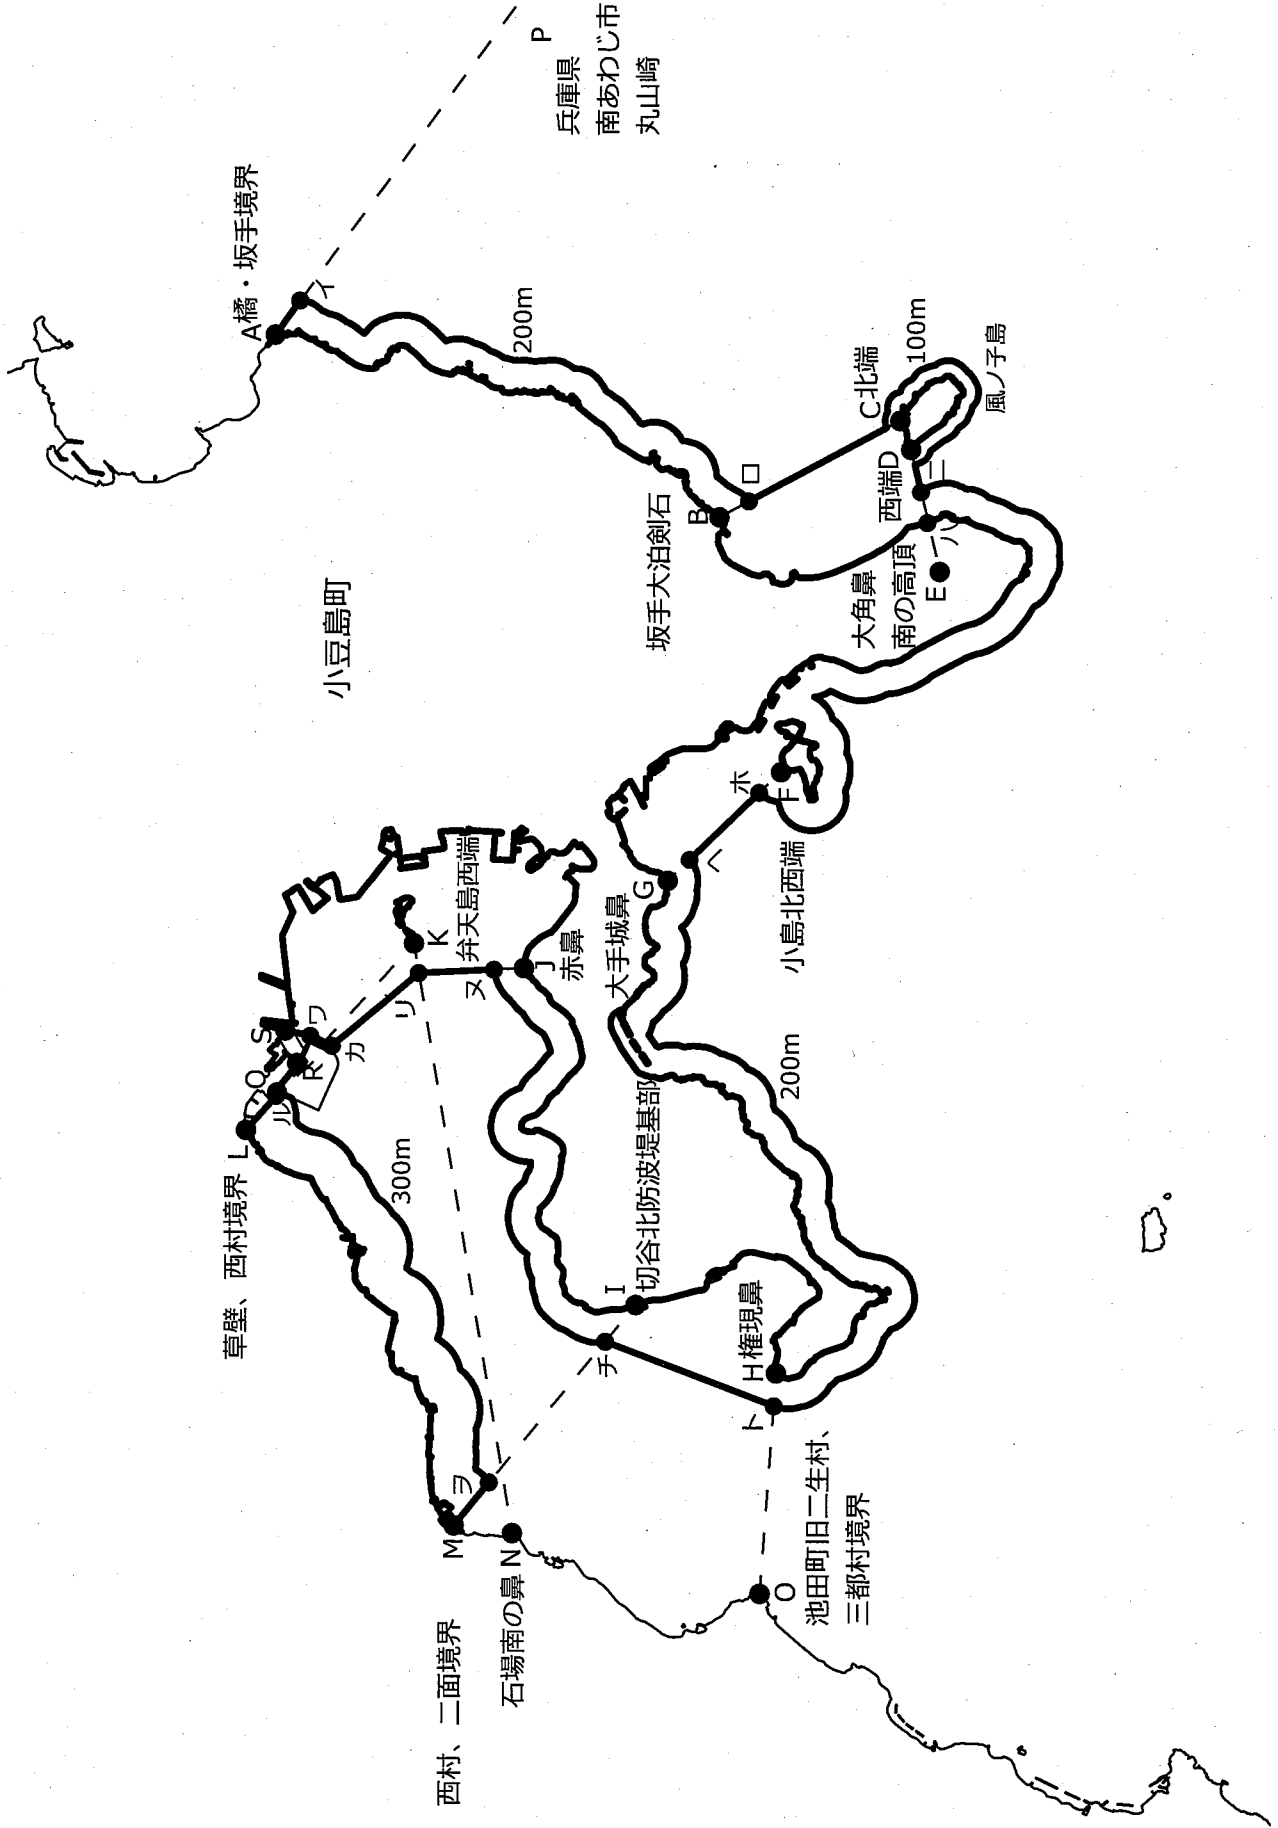 P
兵庫県
南あわじ市
丸山崎
A橘・坂手境界
イ
200m
小豆島町
C北端
100m
風ノ子島
西端D
ニ
ロ
B
坂手大泊剣石
ハ
大角鼻
南の高頂
E
ホ
F
小島北西端
ヘ
G
大手城鼻
K
弁天島西端
J
赤鼻
ヌ
リ
S
ワ
カ
Q
R
ル
L
草壁、西村境界
300m
200m
I
切谷北防波堤基部
チ
H権現鼻
ト
ヲ
M
西村、二面境界
N
石場南の鼻
O
池田町旧二生村、
三都村境界